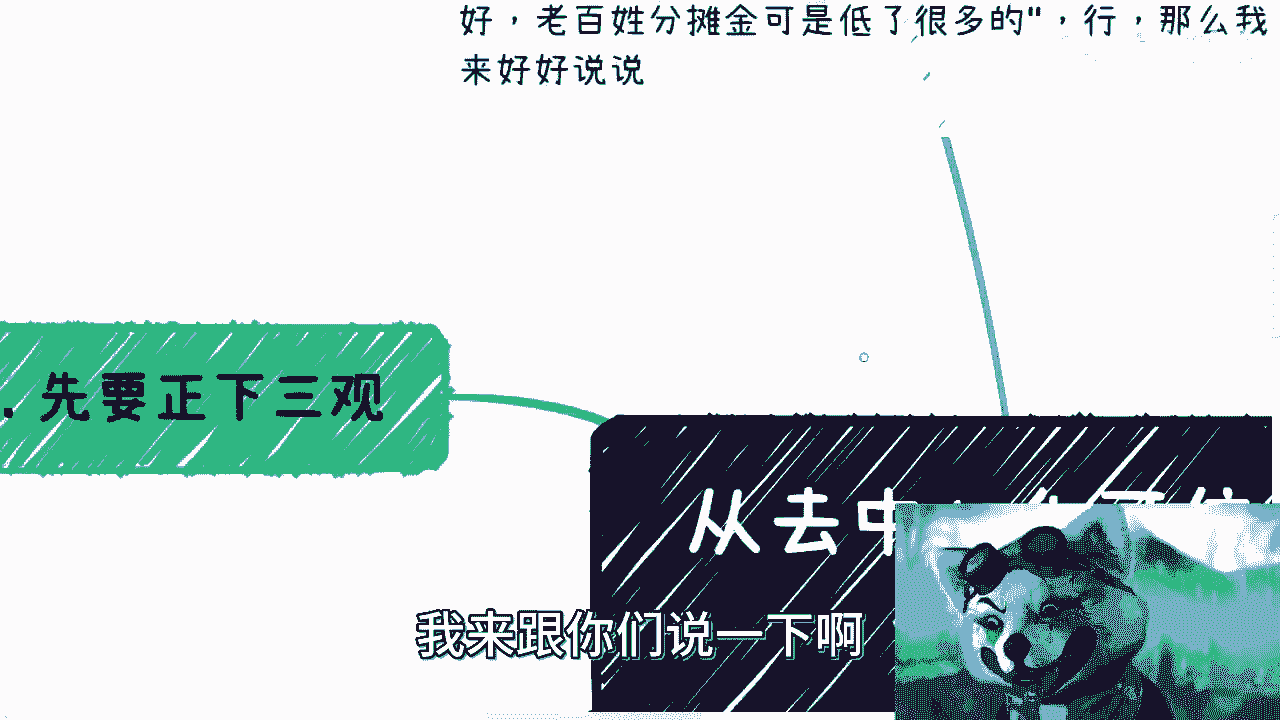 好，老百姓分摊金可是低了很多的"，行，那么我
来好好说说
. 先要正下三观
从去中
我来跟你们说一下啊